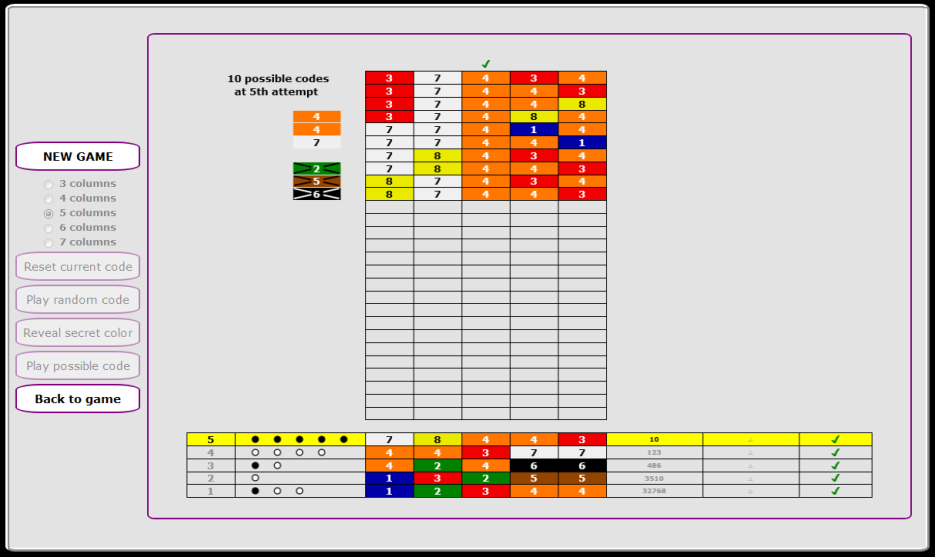 ✓
10 possible codes
at 5th attempt
3 7 4 3 4
3 7 4 4 3
3 7 4 4 8
4 3 7 4 8 4
4 7 7 4 1 4
7 7 7 4 4 1
7 8 4 3 4
2 7 8 4 4 3
5 8 7 4 3 4
6 8 7 4 4 3
NEW GAME
3 columns
4 columns
5 columns
6 columns
7 columns
Reset current code
Play random code
Reveal secret color
Play possible code
Back to game
5 7 8 4 4 3 10 ✓
4 4 4 3 7 7 123 ✓
3 4 2 4 6 6 486 ✓
2 1 3 2 5 5 3510 ✓
1 1 2 3 4 4 32768 ✓